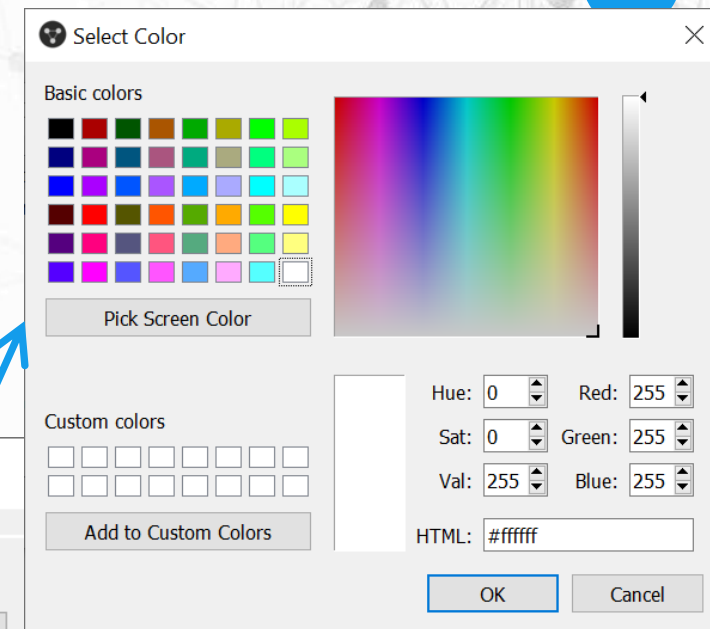 Select Color
Basic colors
Pick Screen Color
Custom colors
Add to Custom Colors
Hue: 0 Red: 255
Sat: 0 Green: 255
Val: 255 Blue: 255
HTML: #ffffff
OK Cancel